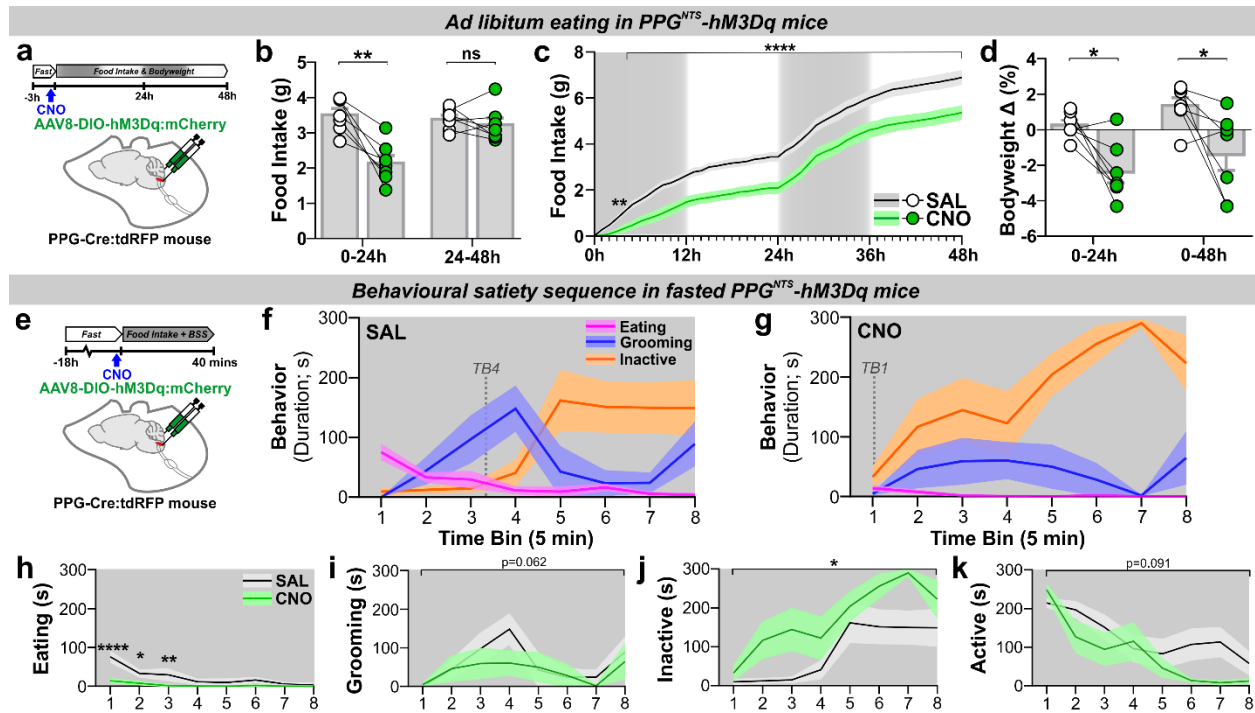 Ad libitum eating in PPG^NTS-hM3Dq mice
a
Fast
Food Intake & Bodyweight
-3h 24h 48h
CNO
AAV8-DIO-hM3Dq:mCherry
PPG-Cre:tdRFP mouse
b
** ns
Food Intake (g)
5
4
3
2
1
0
0-24h 24-48h
c
****
Food Intake (g)
8
6
4
2
0
**
SAL
CNO
0h 12h 24h 36h 48h
d
* *
Bodyweight Δ (%)
4
2
0
-2
-4
-6
0-24h 0-48h
Behavioural satiety sequence in fasted PPG^NTS-hM3Dq mice
e
Fast
Food Intake + BSS
-18h 40 mins
CNO
AAV8-DIO-hM3Dq:mCherry
PPG-Cre:tdRFP mouse
f
SAL
Eating
Grooming
Inactive
TB4
Behavior
(Duration; s)
300
200
100
0
1 2 3 4 5 6 7 8
Time Bin (5 min)
g
CNO
TB1
Behavior
(Duration; s)
300
200
100
0
1 2 3 4 5 6 7 8
Time Bin (5 min)
h
SAL
CNO
Eating (s)
300
200
100
0
**** * **
1 2 3 4 5 6 7 8
i
p=0.062
Grooming (s)
300
200
100
0
1 2 3 4 5 6 7 8
j
*
Inactive (s)
300
200
100
0
1 2 3 4 5 6 7 8
k
p=0.091
Active (s)
300
200
100
0
1 2 3 4 5 6 7 8